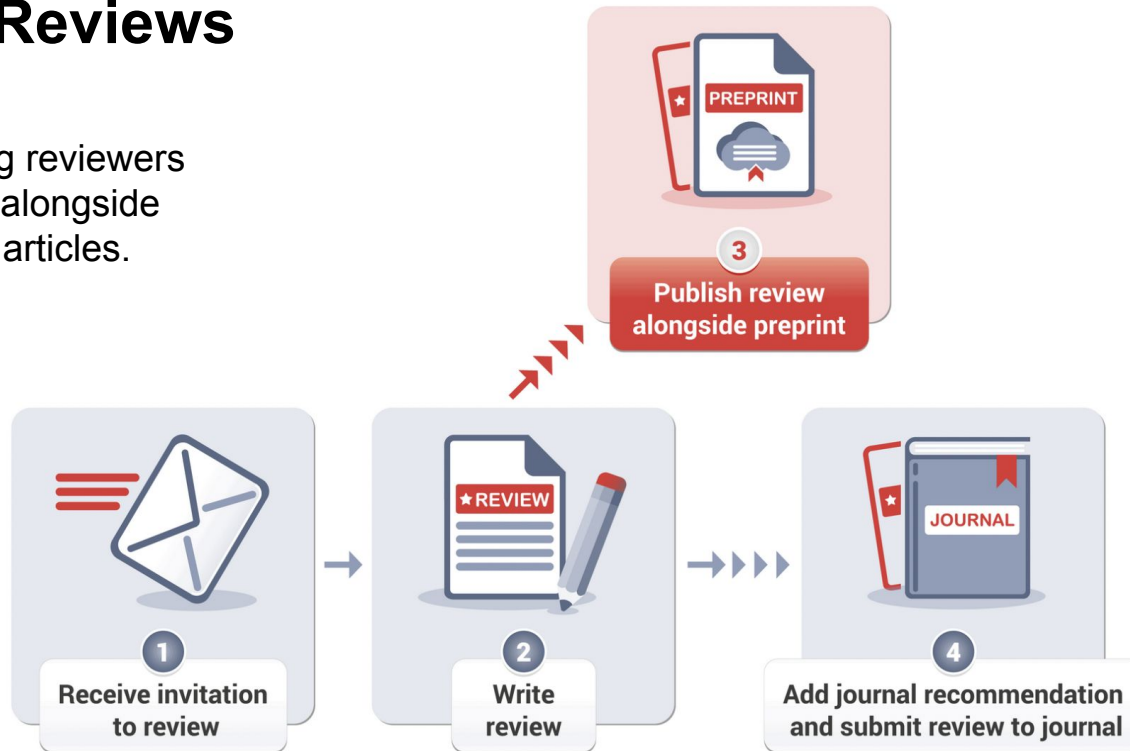 Reviews
g reviewers
alongside
articles.
PREPRINT
3
Publish review
alongside preprint
★REVIEW
JOURNAL
1
Receive invitation
to review
2
Write
review
4
Add journal recommendation
and submit review to journal